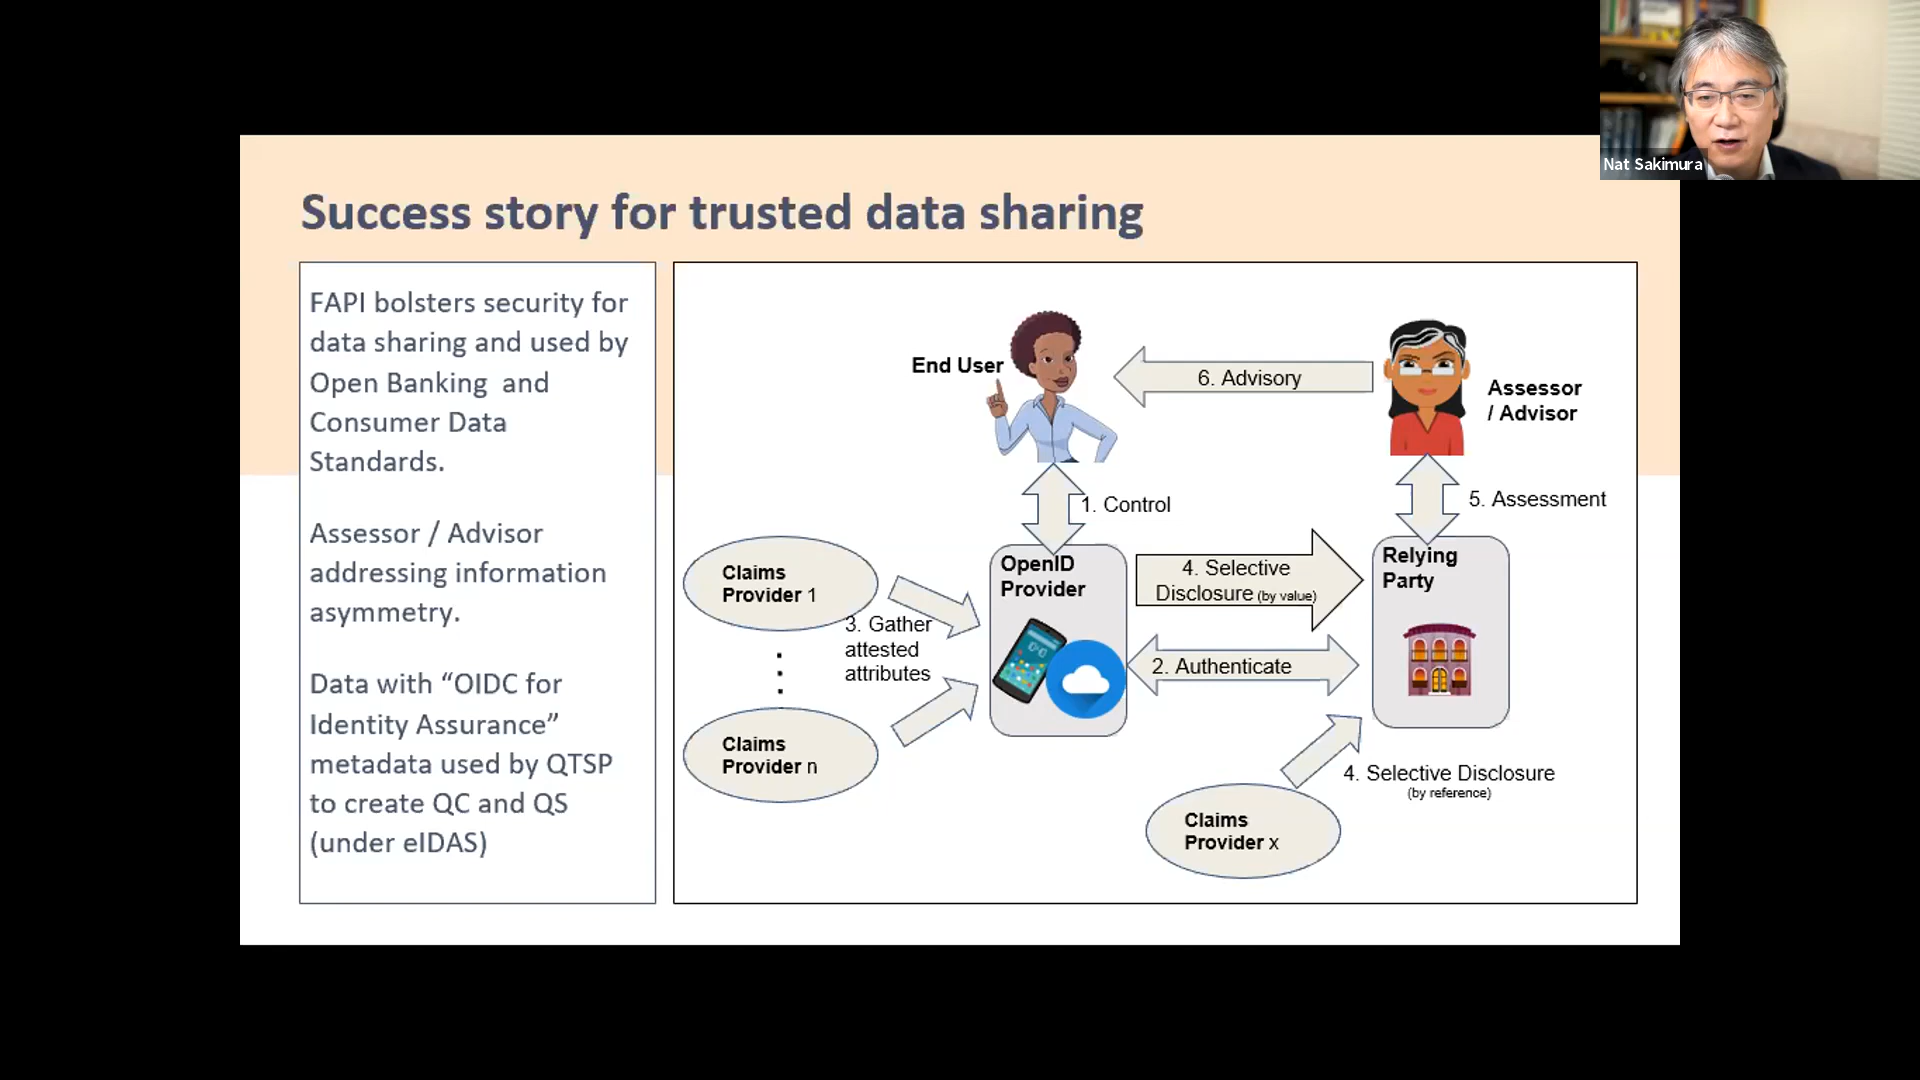 Nat Sakimura
Success story for trusted data sharing
FAPI bolsters security for
data sharing and used by
Open Banking and
Consumer Data
Standards.
Assessor / Advisor
addressing information
asymmetry.
Data with “OIDC for
Identity Assurance”
metadata used by QTSP
to create QC and QS
(under eIDAS)
End User
6. Advisory
Assessor
/ Advisor
1. Control
5. Assessment
Claims
Provider 1
3. Gather
attested
attributes
Claims
Provider n
OpenID
Provider
4. Selective
Disclosure (by value)
2. Authenticate
Relying
Party
4. Selective Disclosure
(by reference)
Claims
Provider x